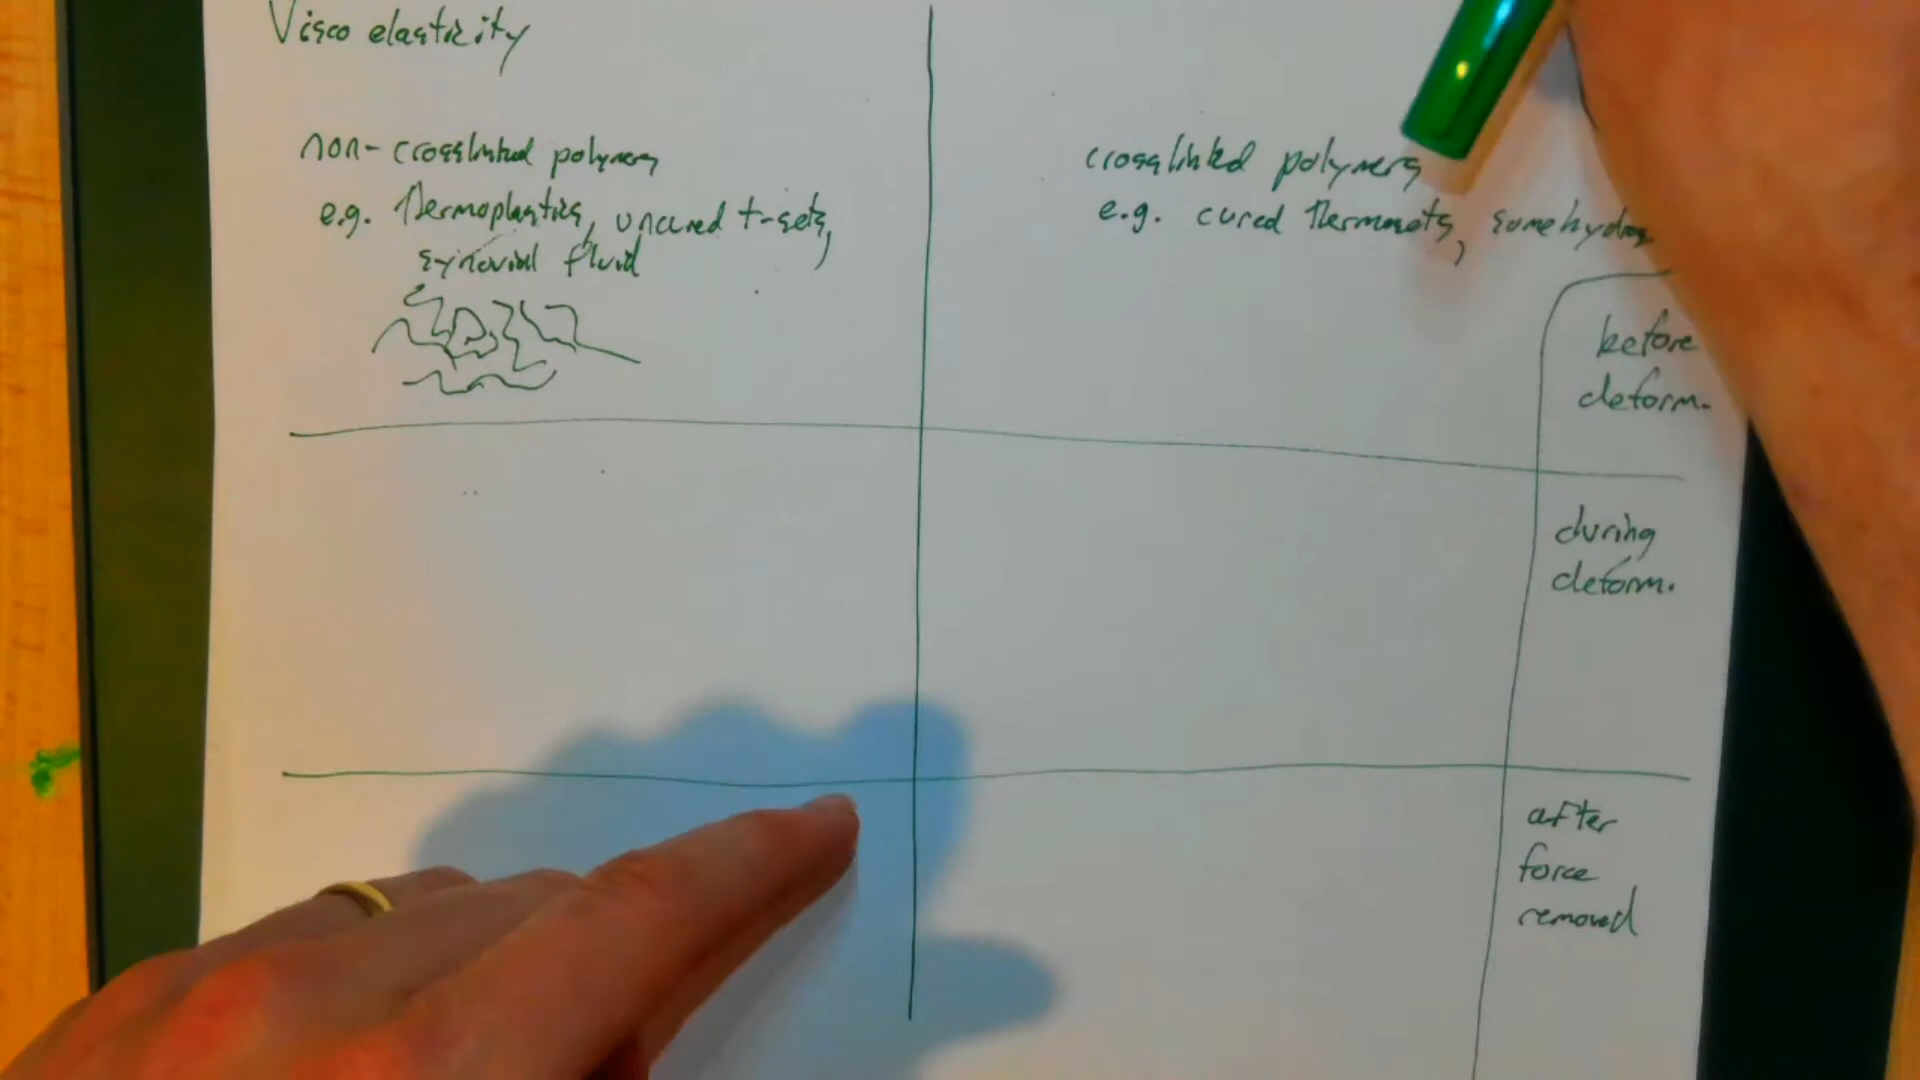 Visco elasticity
non-crosslinked polymers
e.g. thermoplastics, uncured t-sets,
synovial fluid
crosslinked polymers
e.g. cured thermosets, some
before
deform.
during
deform.
after
force
removed